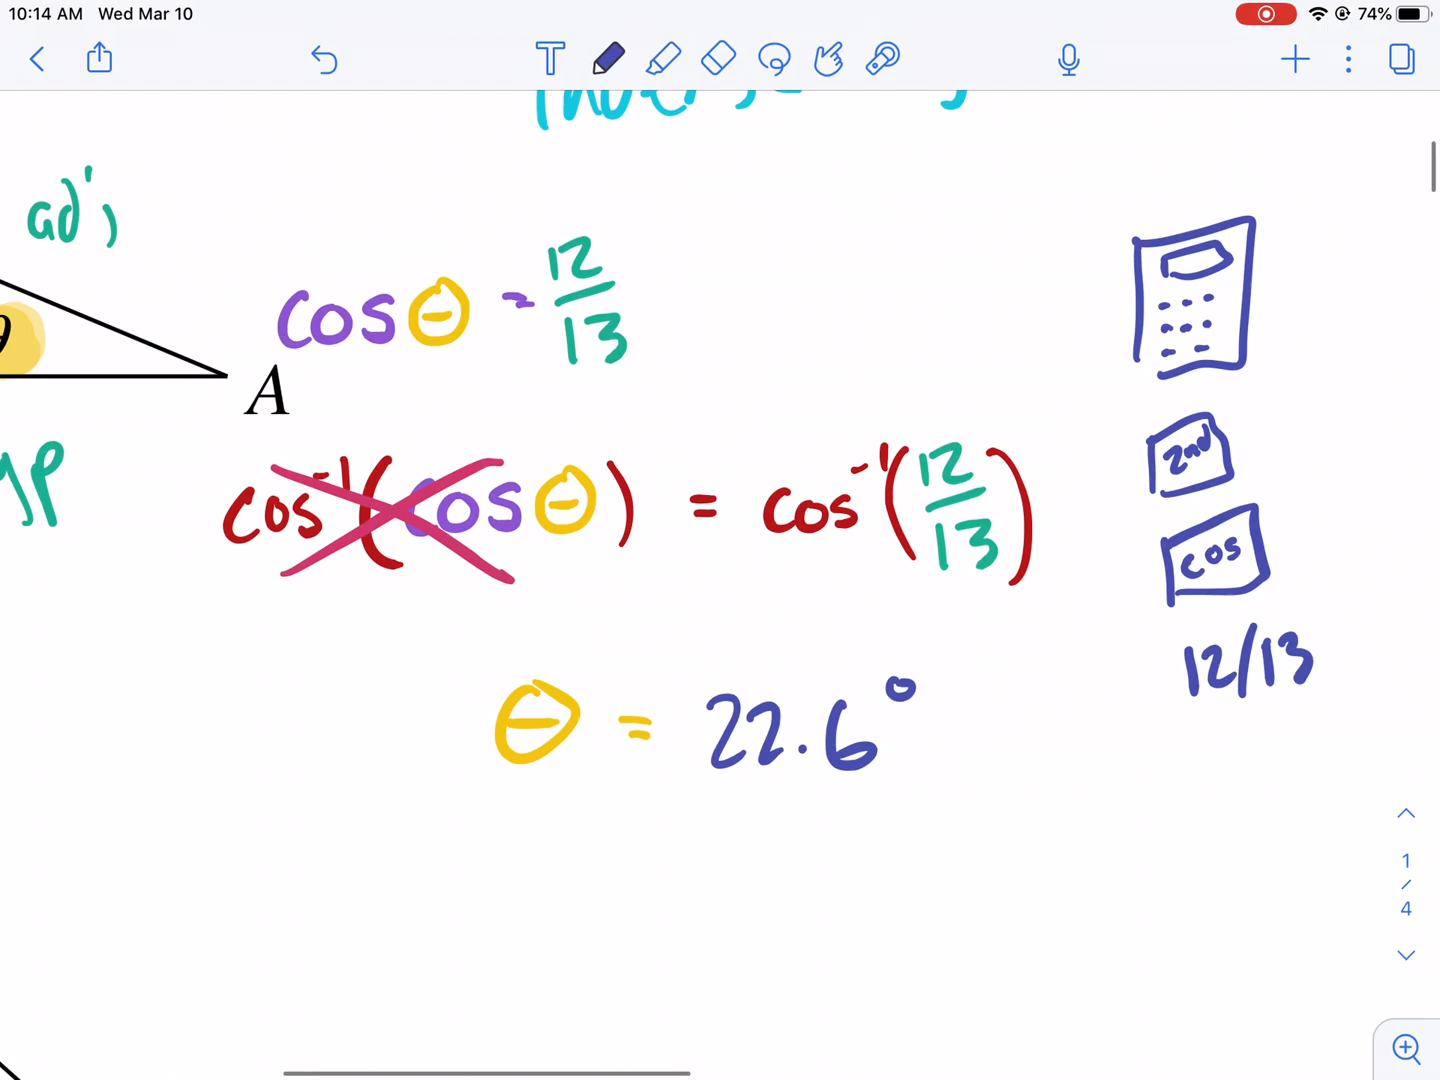 10:14 AM Wed Mar 10
74%
T
adj
cos θ = 12/13
θ
A
cos⁻¹(cos θ) = cos⁻¹(12/13)
2nd
cos
12/13
θ = 22.6°
1
/
4